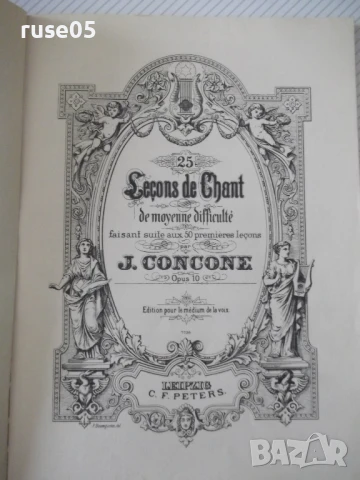 ruse05
25
Leçons de Chant
de moyenne difficulté
faisant suite aux 50 premières leçons
par
J. CONCONE
Opus 10
Edition pour le médium de la voix
LEIPZIG
C. F. PETERS.
BAZAR